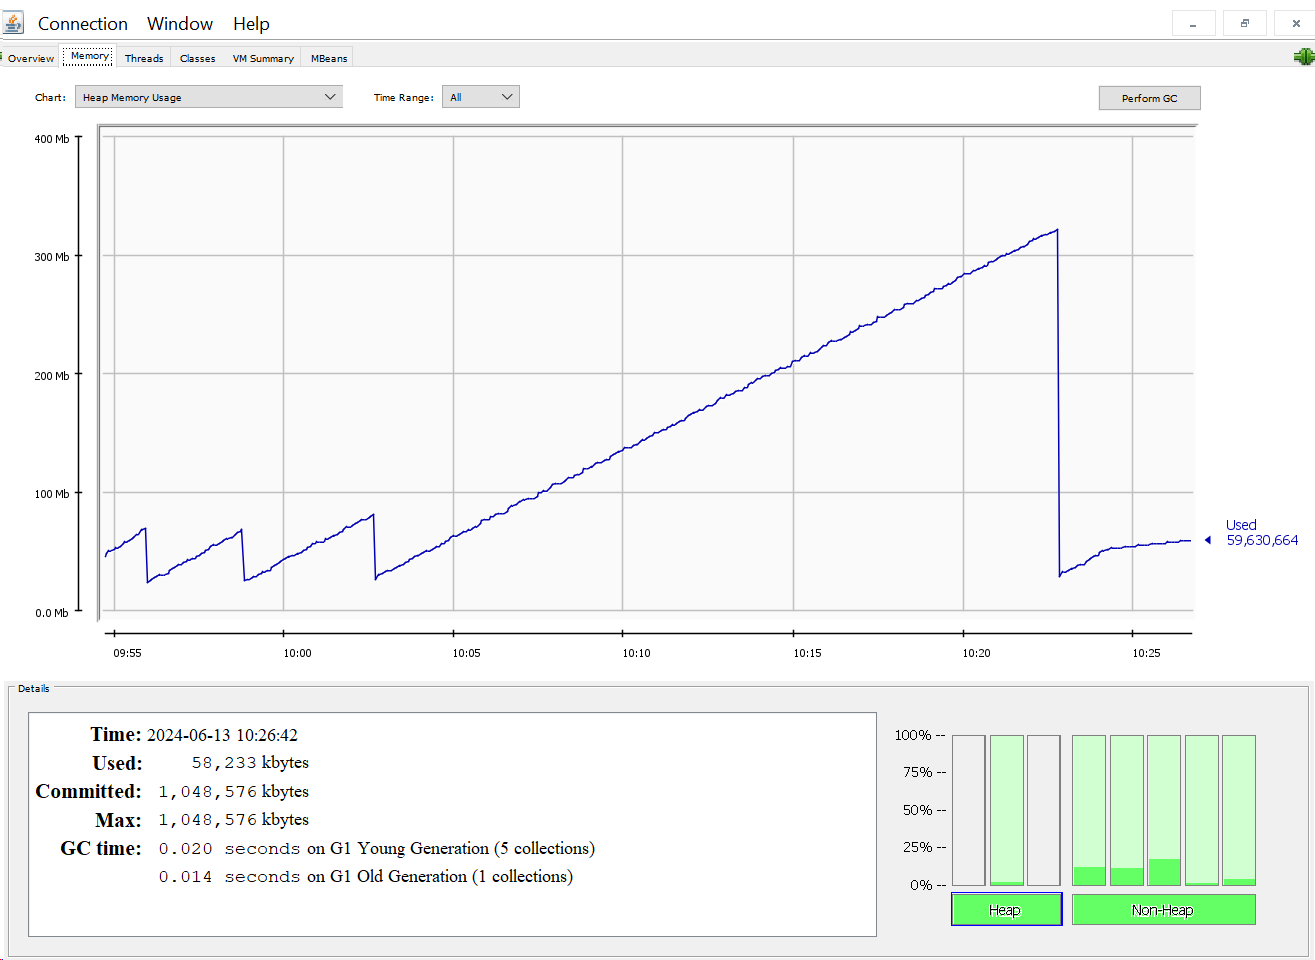 Connection Window Help
Overview Memory Threads Classes VM Summary MBeans
Chart: Heap Memory Usage Time Range: All Perform GC
400 Mb
300 Mb
200 Mb
100 Mb
0.0 Mb
Used
59,630,664
09:55 10:00 10:05 10:10 10:15 10:20 10:25
Details
Time: 2024-06-13 10:26:42
Used: 58,233 kbytes
Committed: 1,048,576 kbytes
Max: 1,048,576 kbytes
GC time: 0.020 seconds on G1 Young Generation (5 collections)
0.014 seconds on G1 Old Generation (1 collections)
100% --
75% --
50% --
25% --
0% --
Heap Non-Heap